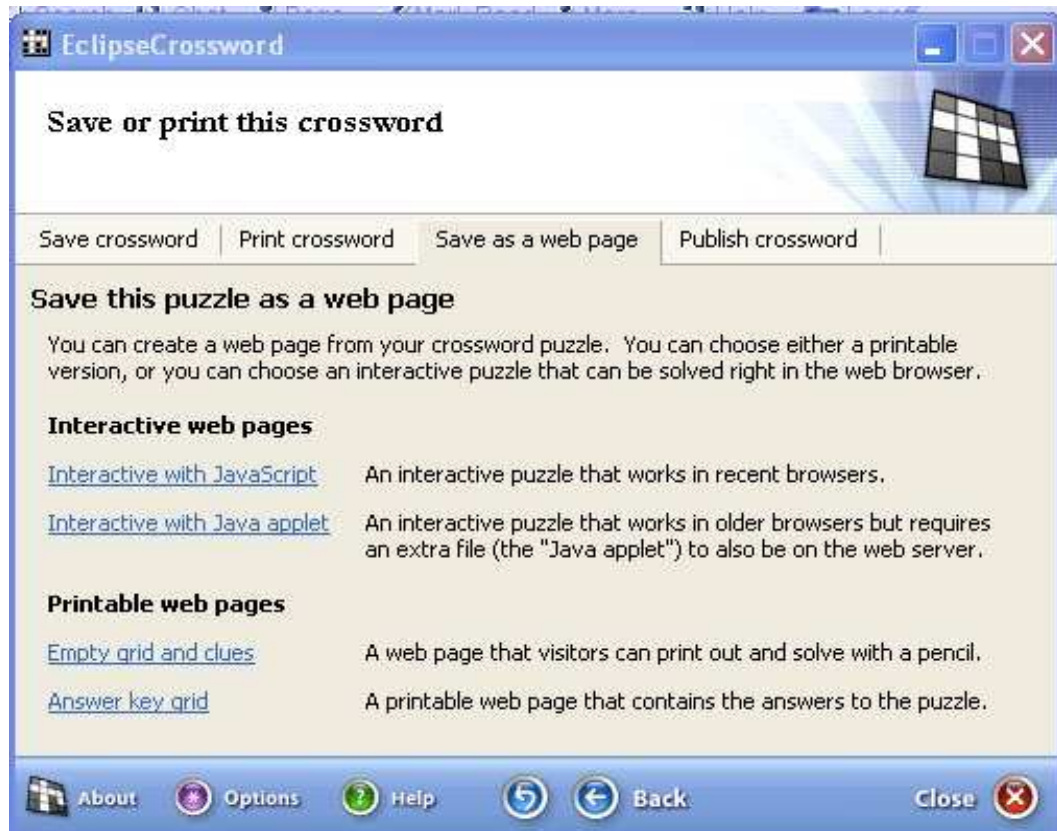 EclipseCrossword
Save or print this crossword
Save crossword Print crossword Save as a web page Publish crossword
Save this puzzle as a web page
You can create a web page from your crossword puzzle. You can choose either a printable
version, or you can choose an interactive puzzle that can be solved right in the web browser.
Interactive web pages
Interactive with JavaScript An interactive puzzle that works in recent browsers.
Interactive with Java applet An interactive puzzle that works in older browsers but requires
an extra file (the "Java applet") to also be on the web server.
Printable web pages
Empty grid and clues A web page that visitors can print out and solve with a pencil.
Answer key grid A printable web page that contains the answers to the puzzle.
About Options Help Back Close